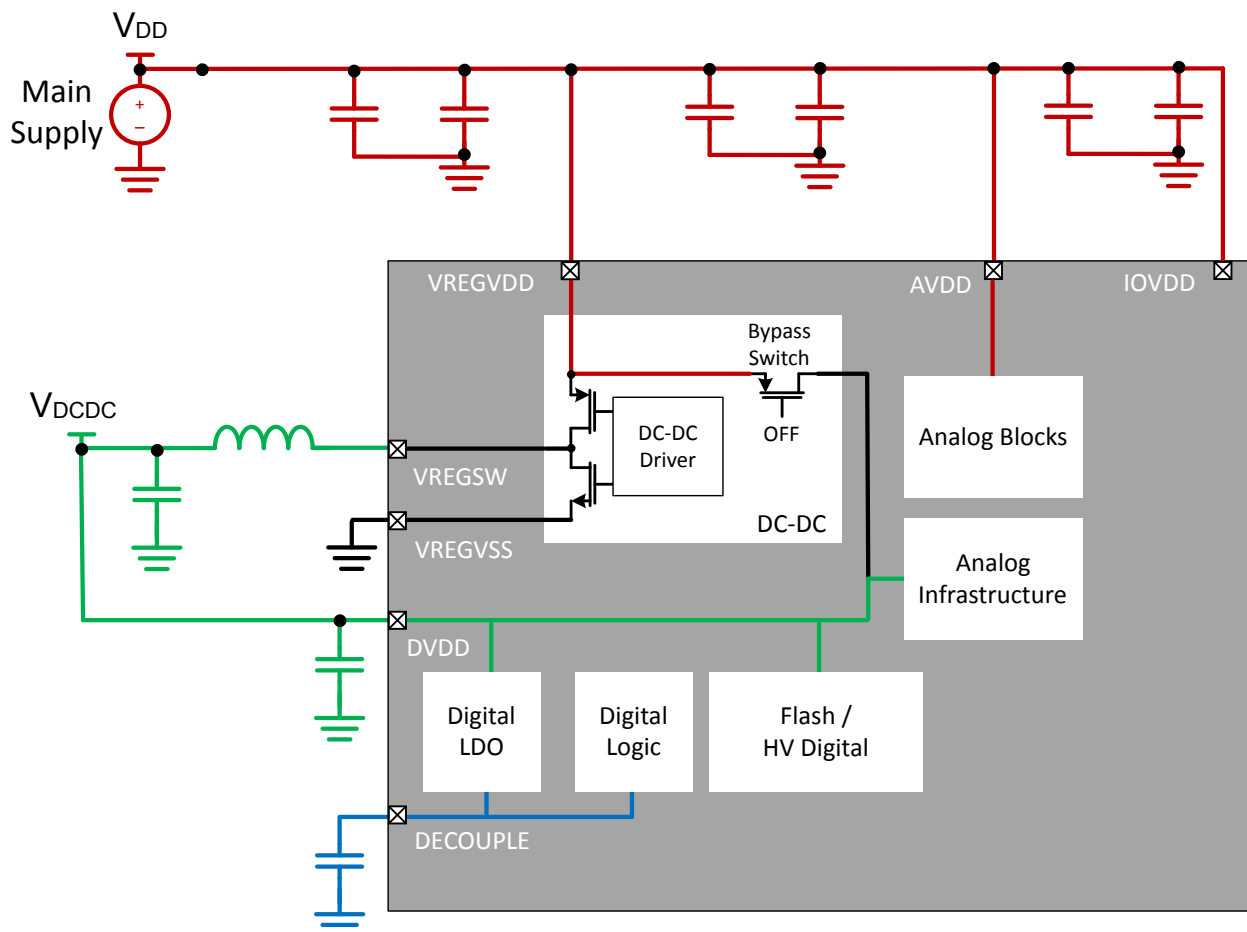 VDD
Main
Supply
+
−
VREGVDD
AVDD
IOVDD
Bypass
Switch
OFF
DC-DC
Driver
DC-DC
Analog Blocks
VDCDC
VREGSW
VREGVSS
Analog
Infrastructure
DVDD
Digital
LDO
Digital
Logic
Flash /
HV Digital
DECOUPLE